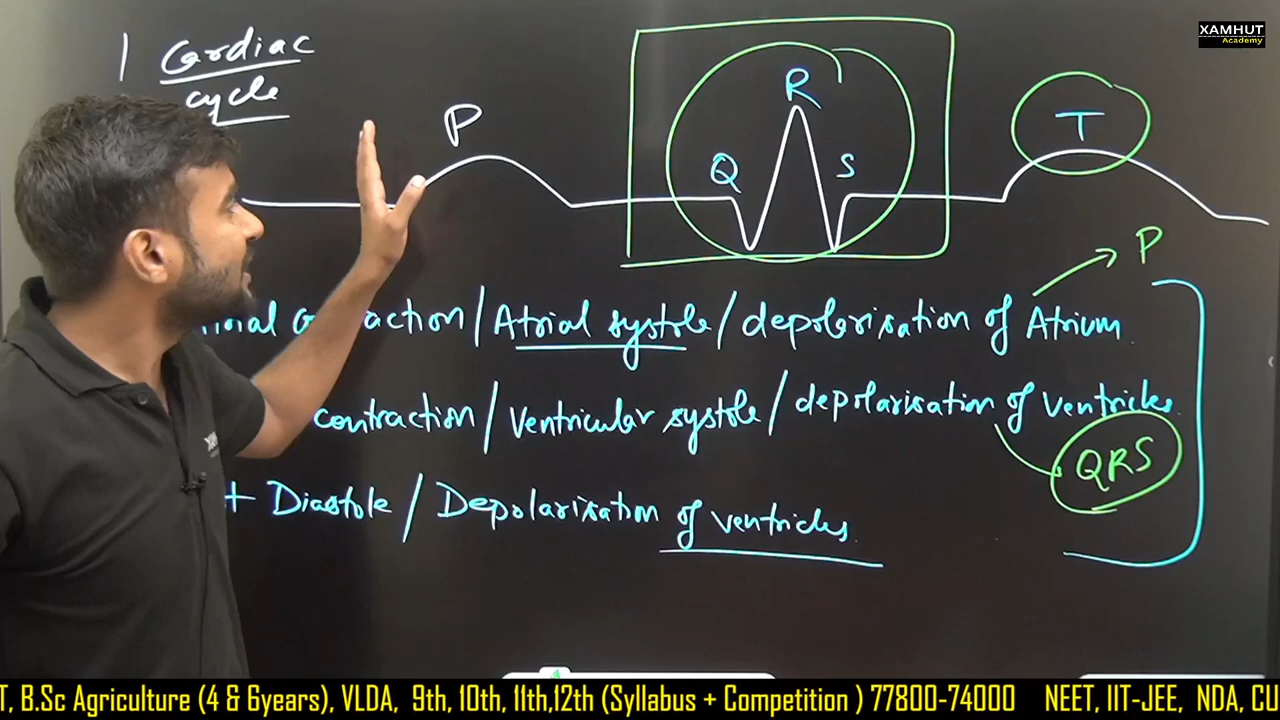 XAMHUT
Academy
1 Cardiac
cycle
P
Q
R
S
T
P
contraction / Atrial systole / depolarisation of Atrium
contraction / Ventricular systole / depolarisation of ventricles
QRS
+ Diastole / Depolarisation of ventricles
T, B.Sc Agriculture (4 & 6years), VLDA, 9th, 10th, 11th,12th (Syllabus + Competition ) 77800-74000 NEET, IIT-JEE, NDA, CU